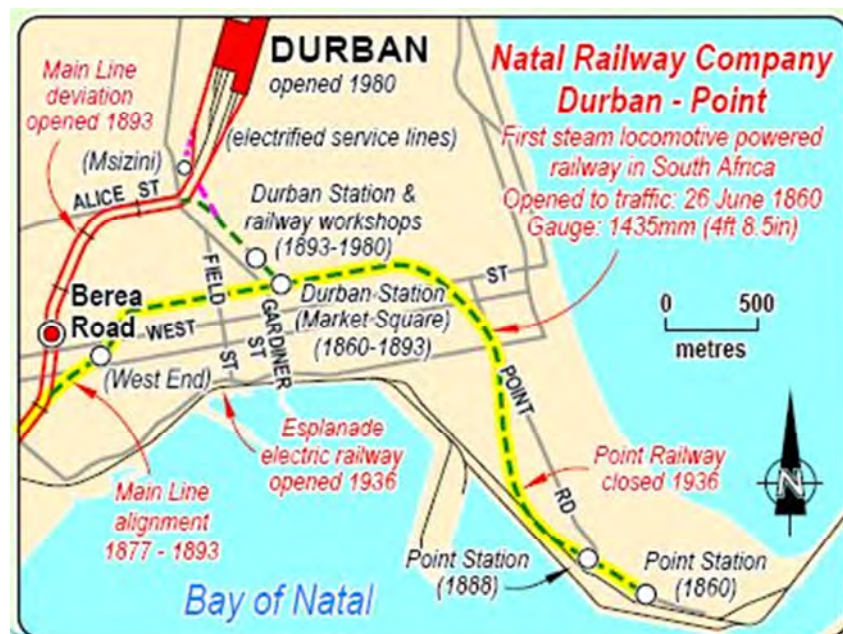 DURBAN
opened 1980
Natal Railway Company
Durban - Point
First steam locomotive powered
railway in South Africa
Opened to traffic: 26 June 1860
Gauge: 1435mm (4ft 8.5in)
Main Line
deviation
opened 1893
(electrified service lines)
(Msizini)
ALICE ST
Durban Station &
railway workshops
(1893-1980)
FIELD
ST
GARDINER
ST
WEST
ST
Berea
Road
Durban Station
(Market-Square)
(1860-1893)
(West End)
0 500
metres
POINT
RD
Esplanade
electric railway
opened 1936
Point Railway
closed 1936
Main Line
alignment
1877 - 1893
N
Point Station
(1888)
Point Station
(1860)
Bay of Natal